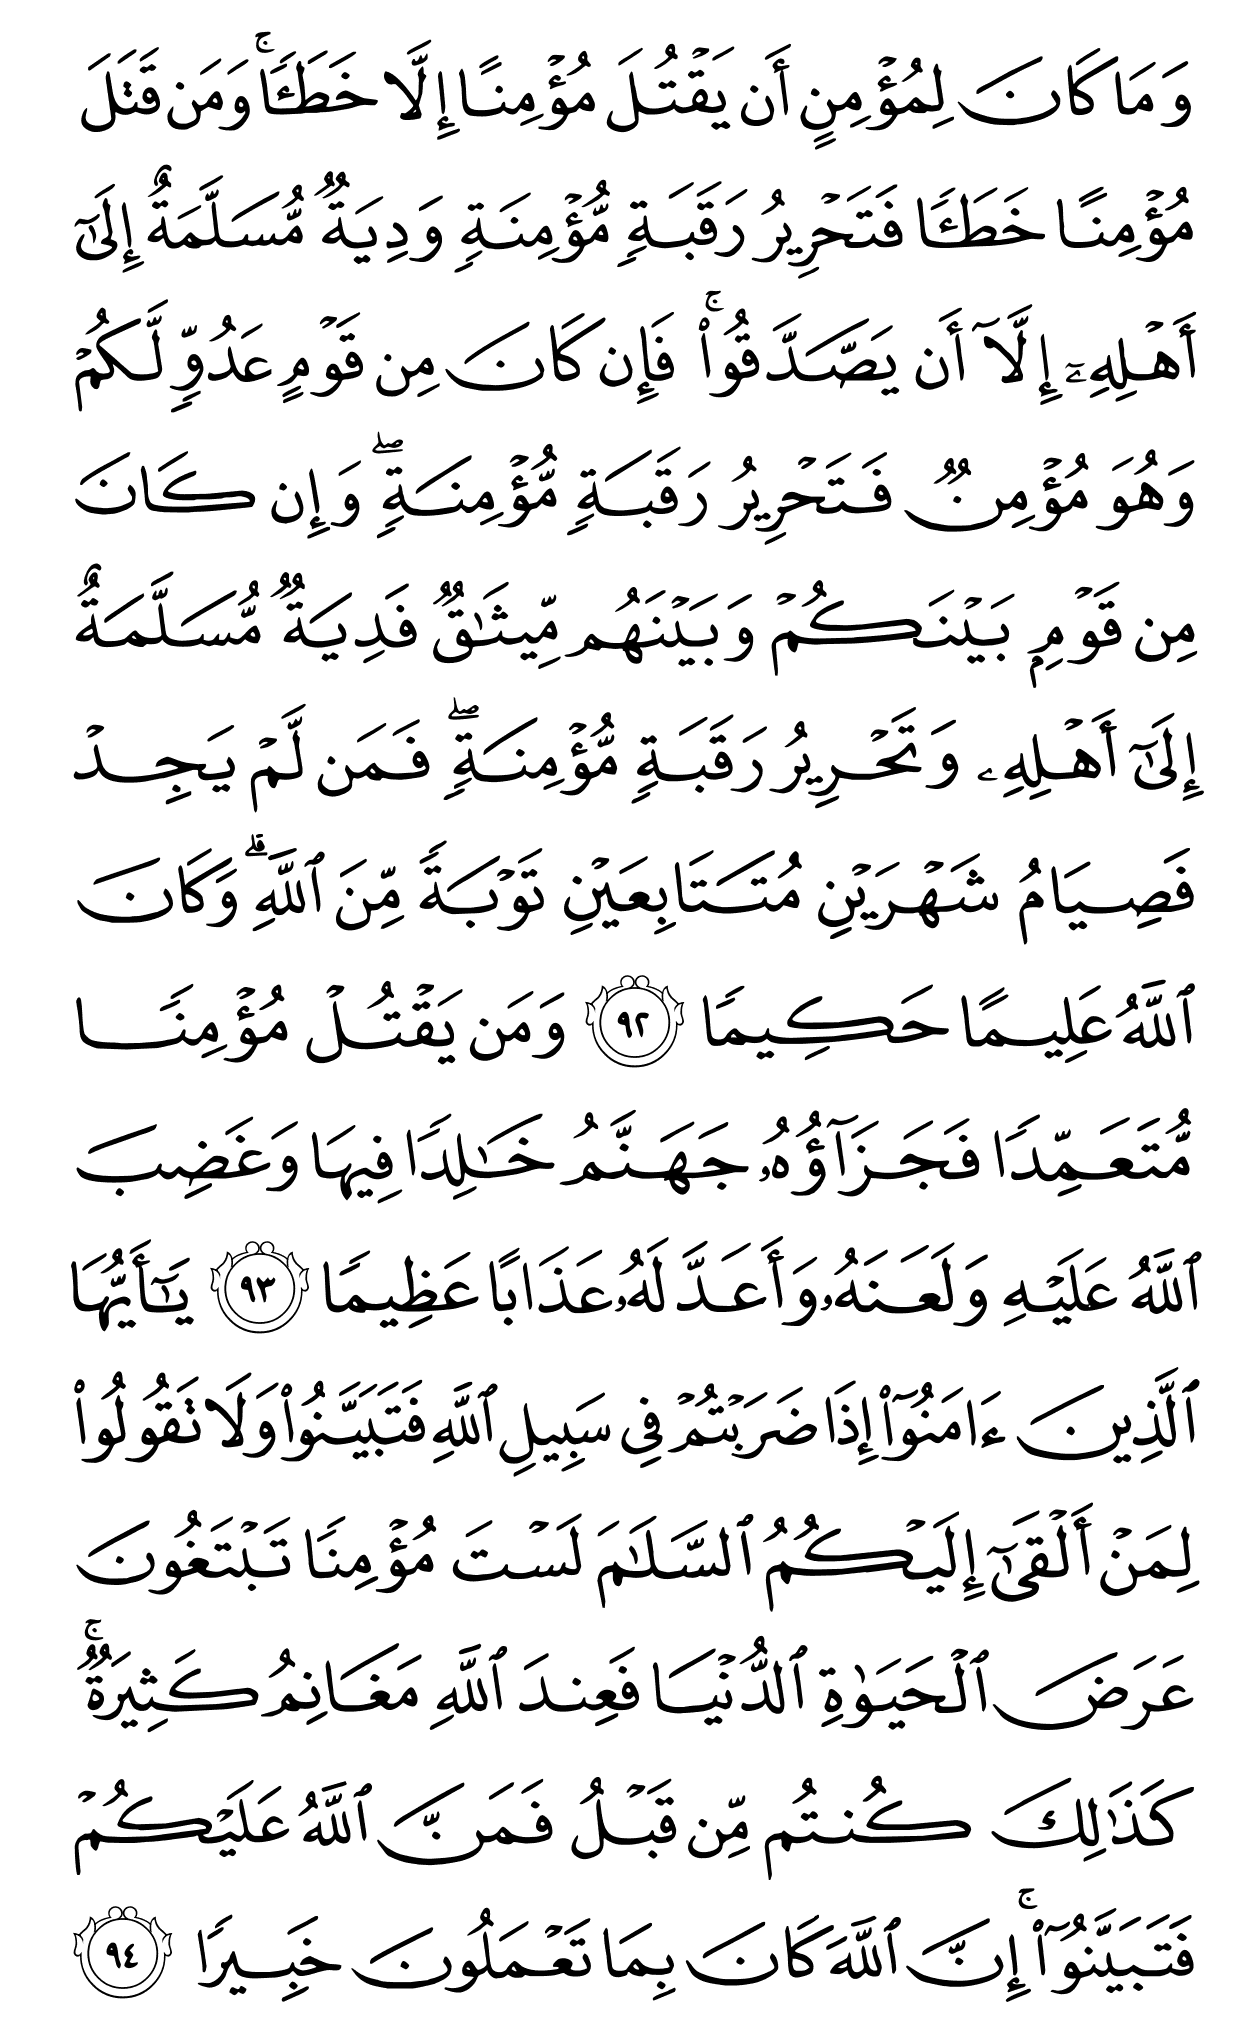 وَمَا كَانَ لِمُؤۡمِنٍ أَن يَقۡتُلَ مُؤۡمِنًا إِلَّا خَطَـٔٗاۚ وَمَن قَتَلَ
مُؤۡمِنًا خَطَـٔٗا فَتَحۡرِيرُ رَقَبَةٖ مُّؤۡمِنَةٖ وَدِيَةٞ مُّسَلَّمَةٌ إِلَىٰٓ
أَهۡلِهِۦٓ إِلَّآ أَن يَصَّدَّقُواْۚ فَإِن كَانَ مِن قَوۡمٍ عَدُوّٖ لَّكُمۡ
وَهُوَ مُؤۡمِنٞ فَتَحۡرِيرُ رَقَبَةٖ مُّؤۡمِنَةٖۖ وَإِن كَانَ
مِن قَوۡمِۭ بَيۡنَكُمۡ وَبَيۡنَهُم مِّيثَٰقٞ فَدِيَةٞ مُّسَلَّمَةٌ
إِلَىٰٓ أَهۡلِهِۦ وَتَحۡرِيرُ رَقَبَةٖ مُّؤۡمِنَةٖۖ فَمَن لَّمۡ يَجِدۡ
فَصِيَامُ شَهۡرَيۡنِ مُتَتَابِعَيۡنِ تَوۡبَةٗ مِّنَ ٱللَّهِۗ وَكَانَ
ٱللَّهُ عَلِيمًا حَكِيمٗا ٩٢ وَمَن يَقۡتُلۡ مُؤۡمِنٗا
مُّتَعَمِّدٗا فَجَزَآؤُهُۥ جَهَنَّمُ خَٰلِدٗا فِيهَا وَغَضِبَ
ٱللَّهُ عَلَيۡهِ وَلَعَنَهُۥ وَأَعَدَّ لَهُۥ عَذَابًا عَظِيمٗا ٩٣ يَٰٓأَيُّهَا
ٱلَّذِينَ ءَامَنُوٓاْ إِذَا ضَرَبۡتُمۡ فِي سَبِيلِ ٱللَّهِ فَتَبَيَّنُواْ وَلَا تَقُولُواْ
لِمَنۡ أَلۡقَىٰٓ إِلَيۡكُمُ ٱلسَّلَٰمَ لَسۡتَ مُؤۡمِنٗا تَبۡتَغُونَ
عَرَضَ ٱلۡحَيَوٰةِ ٱلدُّنۡيَا فَعِندَ ٱللَّهِ مَغَانِمُ كَثِيرَةٞۚ
كَذَٰلِكَ كُنتُم مِّن قَبۡلُ فَمَنَّ ٱللَّهُ عَلَيۡكُمۡ
فَتَبَيَّنُوٓاْۚ إِنَّ ٱللَّهَ كَانَ بِمَا تَعۡمَلُونَ خَبِيرٗا ٩٤